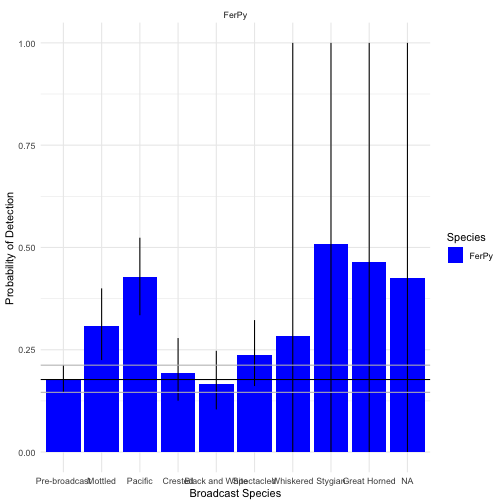 FerPy
1.00
0.75
0.50
0.25
0.00
Probability of Detection
Pre-broadcast Mottled Pacific Crested Black and White Spectacled Whiskered Stygian Great Horned NA
Broadcast Species
Species
FerPy